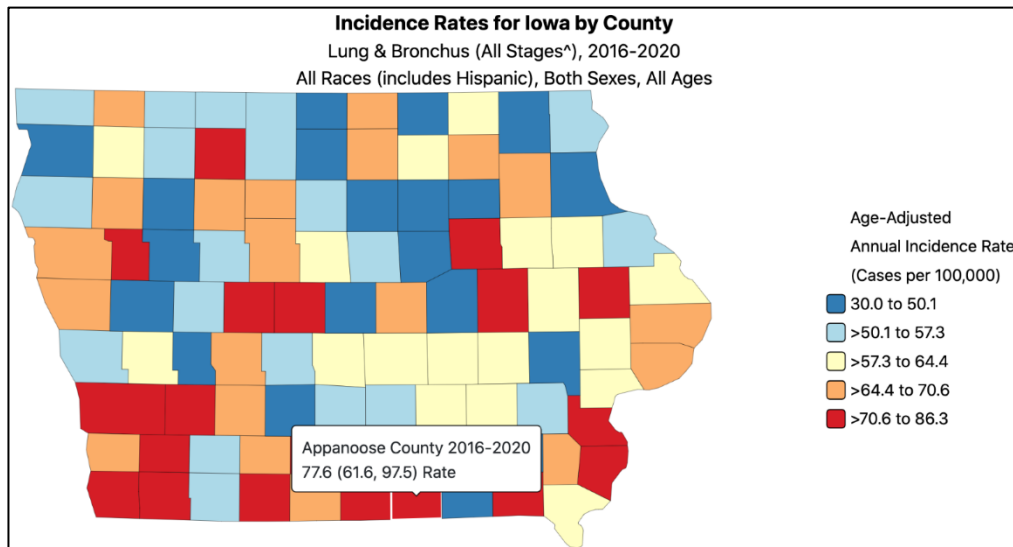 Incidence Rates for Iowa by County
Lung & Bronchus (All Stages^), 2016-2020
All Races (includes Hispanic), Both Sexes, All Ages
Age-Adjusted
Annual Incidence Rate
(Cases per 100,000)
30.0 to 50.1
>50.1 to 57.3
>57.3 to 64.4
>64.4 to 70.6
>70.6 to 86.3
Appanoose County 2016-2020
77.6 (61.6, 97.5) Rate